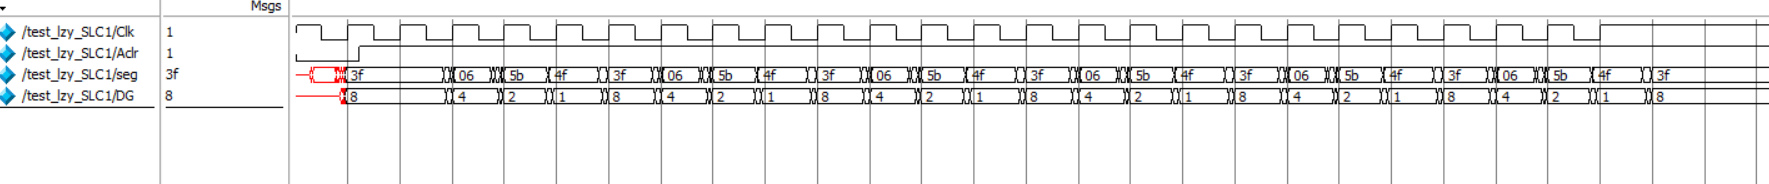 Msgs
/test_lzy_SLC1/Clk 1
/test_lzy_SLC1/Aclr 1
/test_lzy_SLC1/seg 3f 3f 06 5b 4f 3f 06 5b 4f 3f 06 5b 4f 3f 06 5b 4f 3f 06 5b 4f 3f 06 5b 4f 3f
/test_lzy_SLC1/DG 8 8 4 2 1 8 4 2 1 8 4 2 1 8 4 2 1 8 4 2 1 8 4 2 1 8